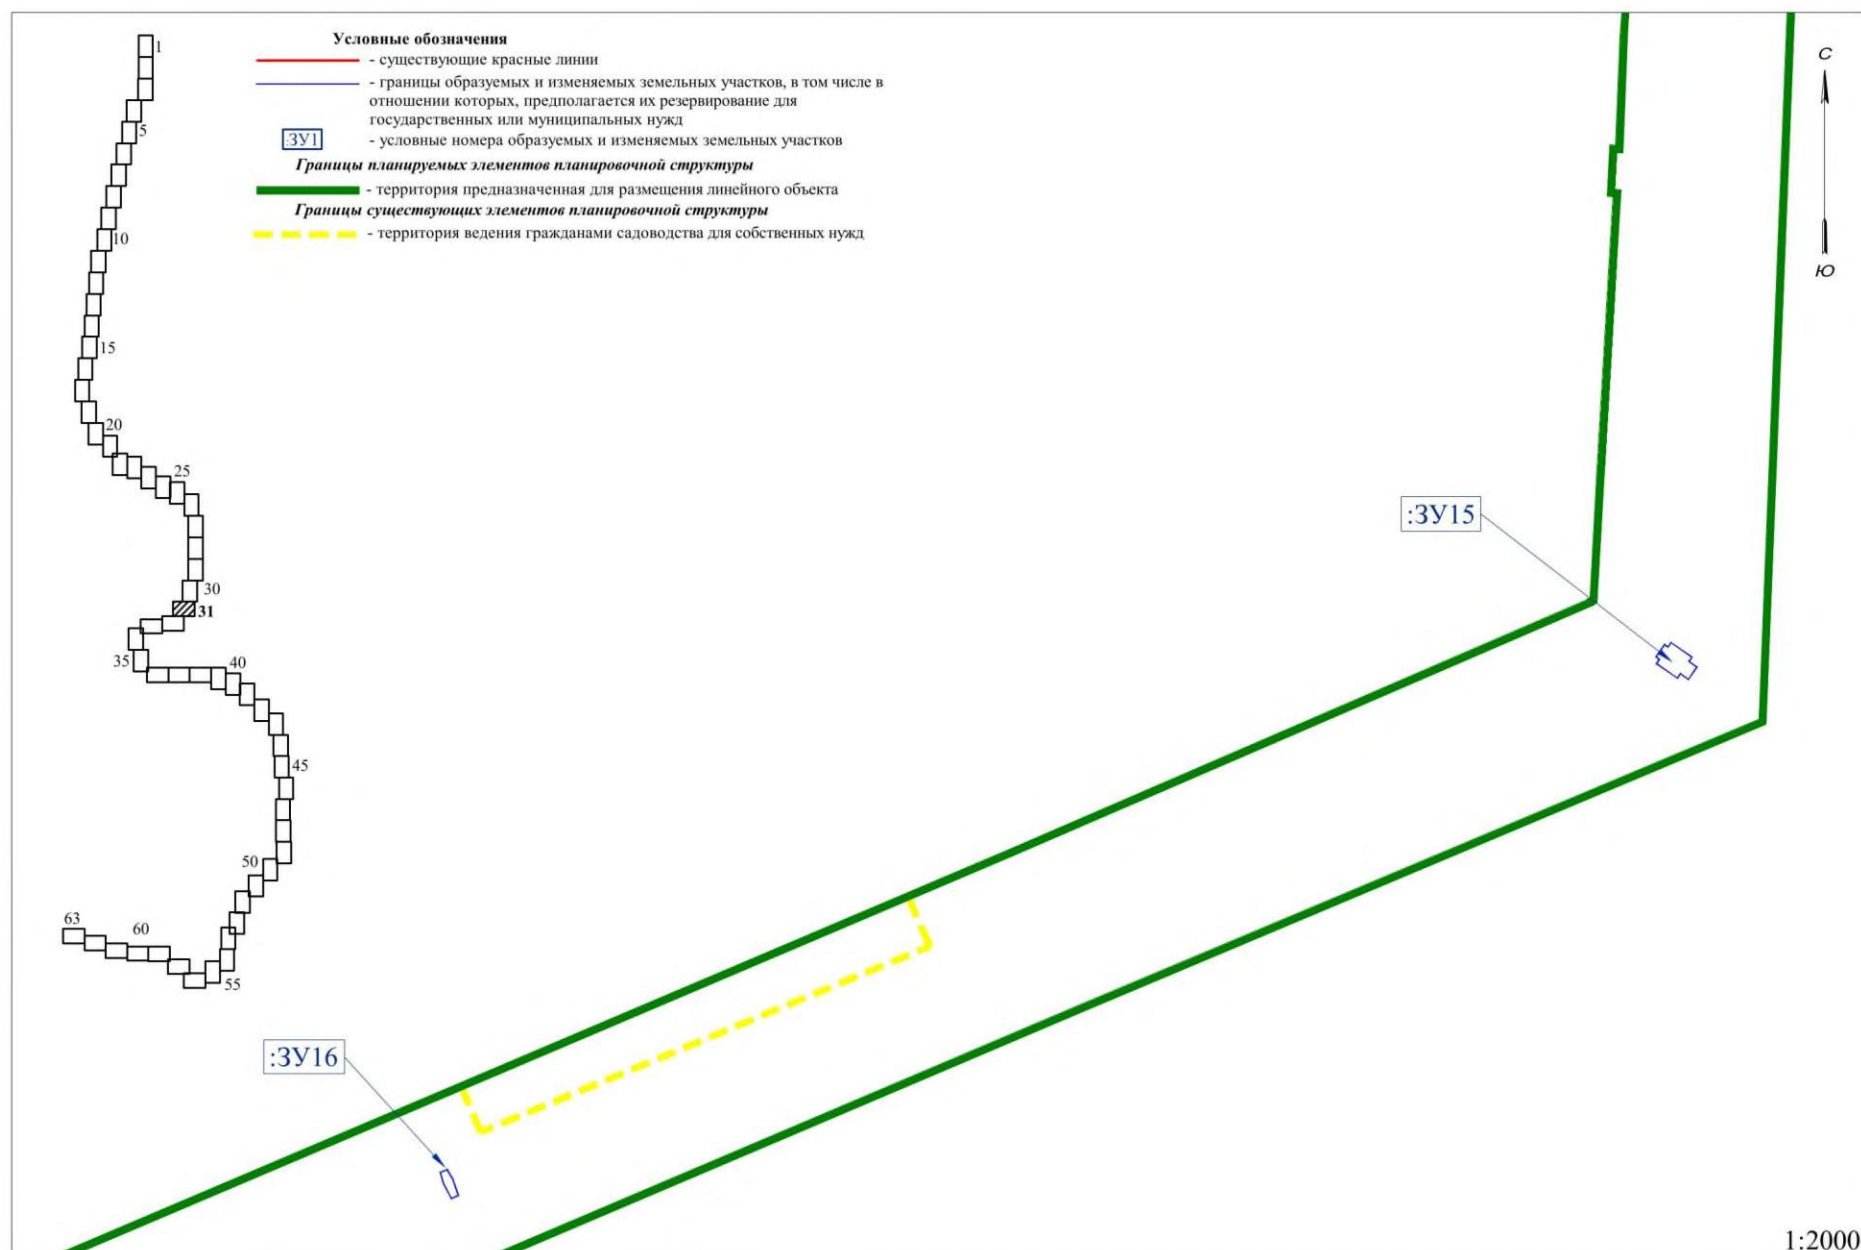 Условные обозначения
- существующие красные линии
- границы образуемых и изменяемых земельных участков, в том числе в
отношении которых, предполагается их резервирование для
государственных или муниципальных нужд
:ЗУ1
- условные номера образуемых и изменяемых земельных участков
Границы планируемых элементов планировочной структуры
- территория предназначенная для размещения линейного объекта
Границы существующих элементов планировочной структуры
- территория ведения гражданами садоводства для собственных нужд
1
5
10
15
20
25
30
31
35
40
45
50
55
60
63
С
Ю
:ЗУ15
:ЗУ16
1:2000